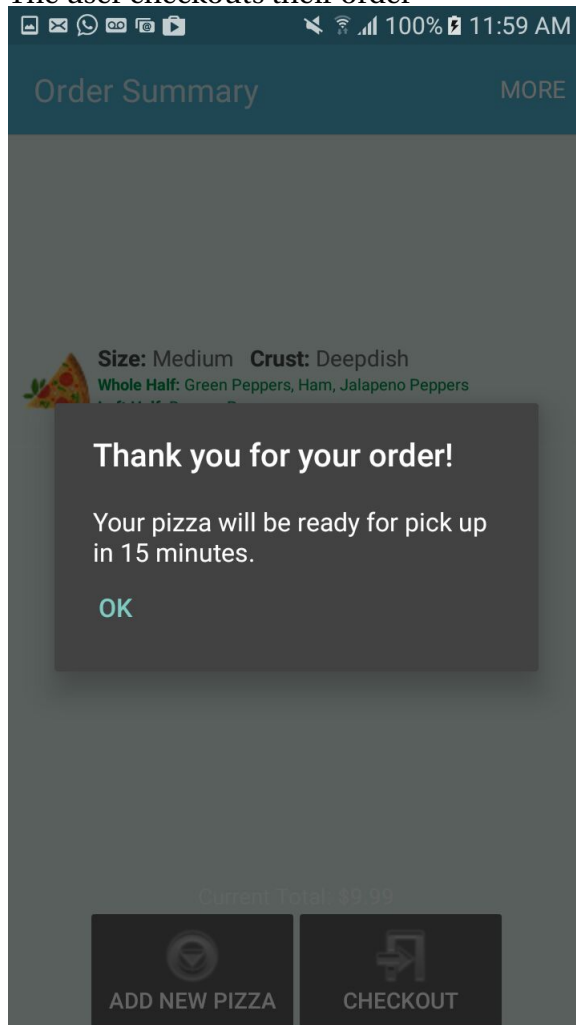 The user checkouts their order
100% 11:59 AM
Order Summary MORE
Size: Medium Crust: Deepdish
Whole Half: Green Peppers, Ham, Jalapeno Peppers
Thank you for your order!
Your pizza will be ready for pick up
in 15 minutes.
OK
Current Total: $9.99
ADD NEW PIZZA CHECKOUT